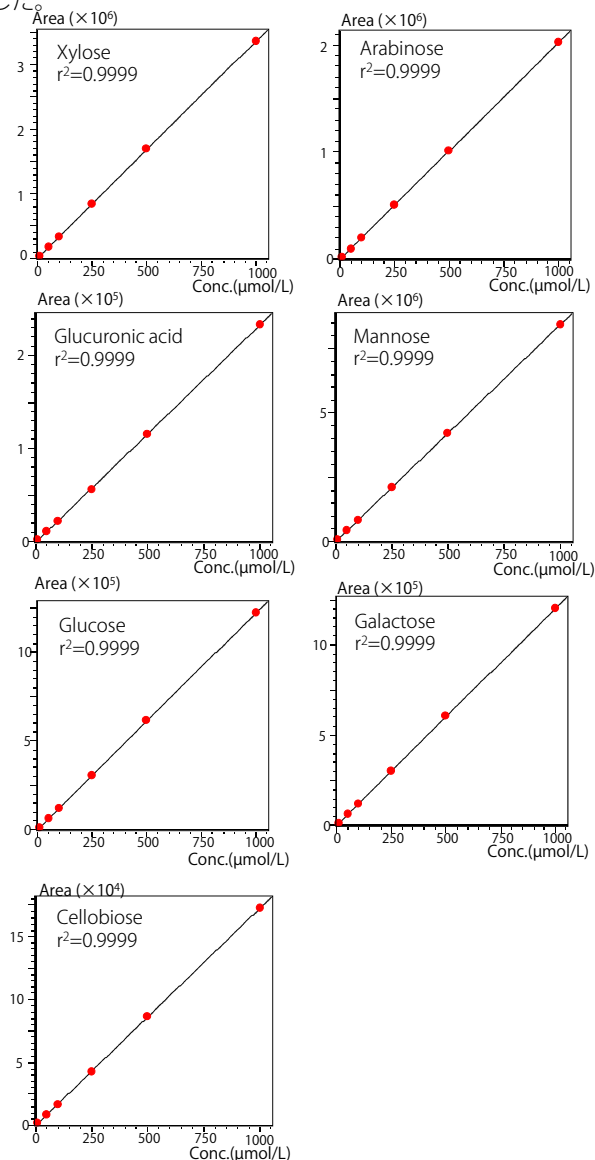 した。
Area (×10⁶)
Xylose
r²=0.9999
3
2
1
0
0 250 500 750 1000
Conc.(μmol/L)
Area (×10⁶)
Arabinose
r²=0.9999
2
1
0
0 250 500 750 1000
Conc.(μmol/L)
Area (×10⁵)
Glucuronic acid
r²=0.9999
2
1
0
0 250 500 750 1000
Conc.(μmol/L)
Area (×10⁶)
Mannose
r²=0.9999
5
0
0 250 500 750 1000
Conc.(μmol/L)
Area (×10⁵)
Glucose
r²=0.9999
10
5
0
0 250 500 750 1000
Conc.(μmol/L)
Area (×10⁵)
Galactose
r²=0.9999
10
5
0
0 250 500 750 1000
Conc.(μmol/L)
Area (×10⁴)
Cellobiose
r²=0.9999
15
10
5
0
0 250 500 750 1000
Conc.(μmol/L)